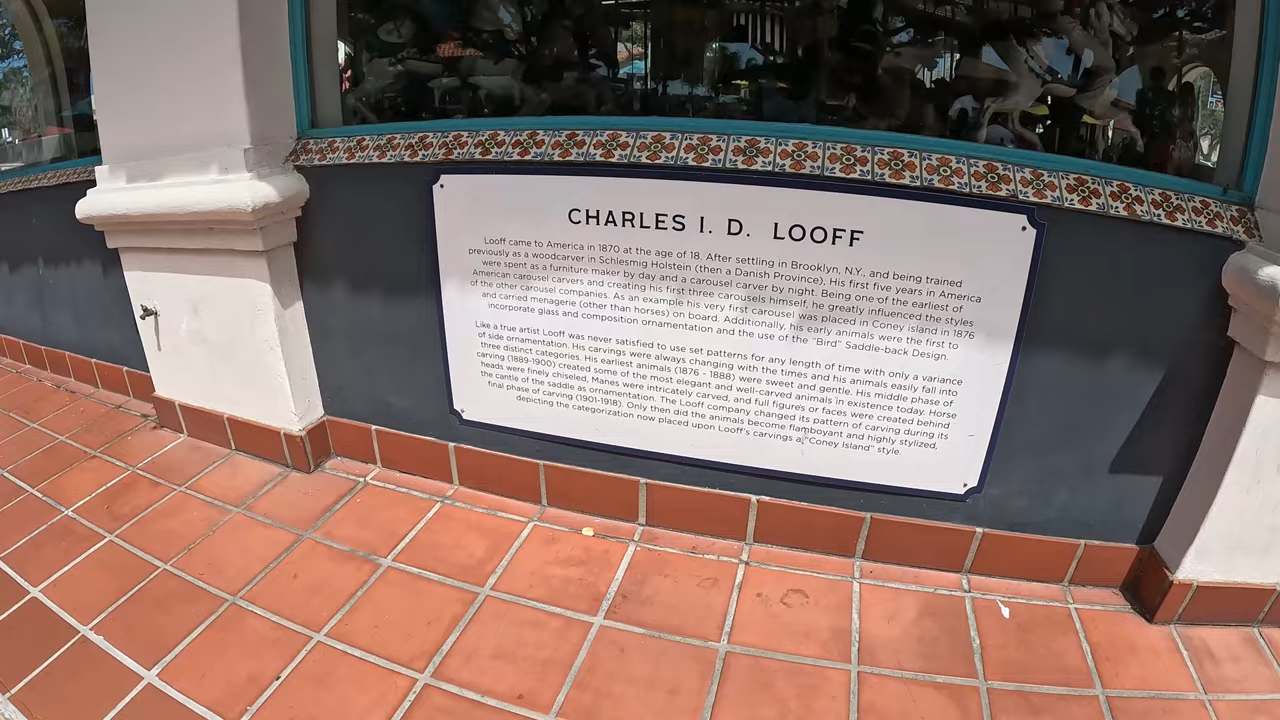 CHARLES I. D. LOOFF
Looff came to America in 1870 at the age of 18. After settling in Brooklyn, N.Y., and being trained
previously as a woodcarver in Schlesmig Holstein (then a Danish Province), His first five years in America
were spent as a furniture maker by day and a carousel carver by night. Being one of the earliest of
American carousel carvers and creating his first three carousels himself, he greatly influenced the styles
of the other carousel companies. As an example his very first carousel was placed in Coney island in 1876
and carried menagerie (other than horses) on board. Additionally, his early animals were the first to
incorporate glass and composition ornamentation and the use of the "Bird" Saddle-back Design.
Like a true artist Looff was never satisfied to use set patterns for any length of time with only a variance
of side ornamentation. His carvings were always changing with the times and his animals easily fall into
three distinct categories. His earliest animals (1876 - 1888) were sweet and gentle. His middle phase of
carving (1889-1900) created some of the most elegant and well-carved animals in existence today. Horse
heads were finely chiseled, Manes were intricately carved, and full figures or faces were created behind
the cantle of the saddle as ornamentation. The Looff company changed its pattern of carving during its
final phase of carving (1901-1918). Only then did the animals become flamboyant and highly stylized,
depicting the categorization now placed upon Looff's carvings a "Coney Island" style.